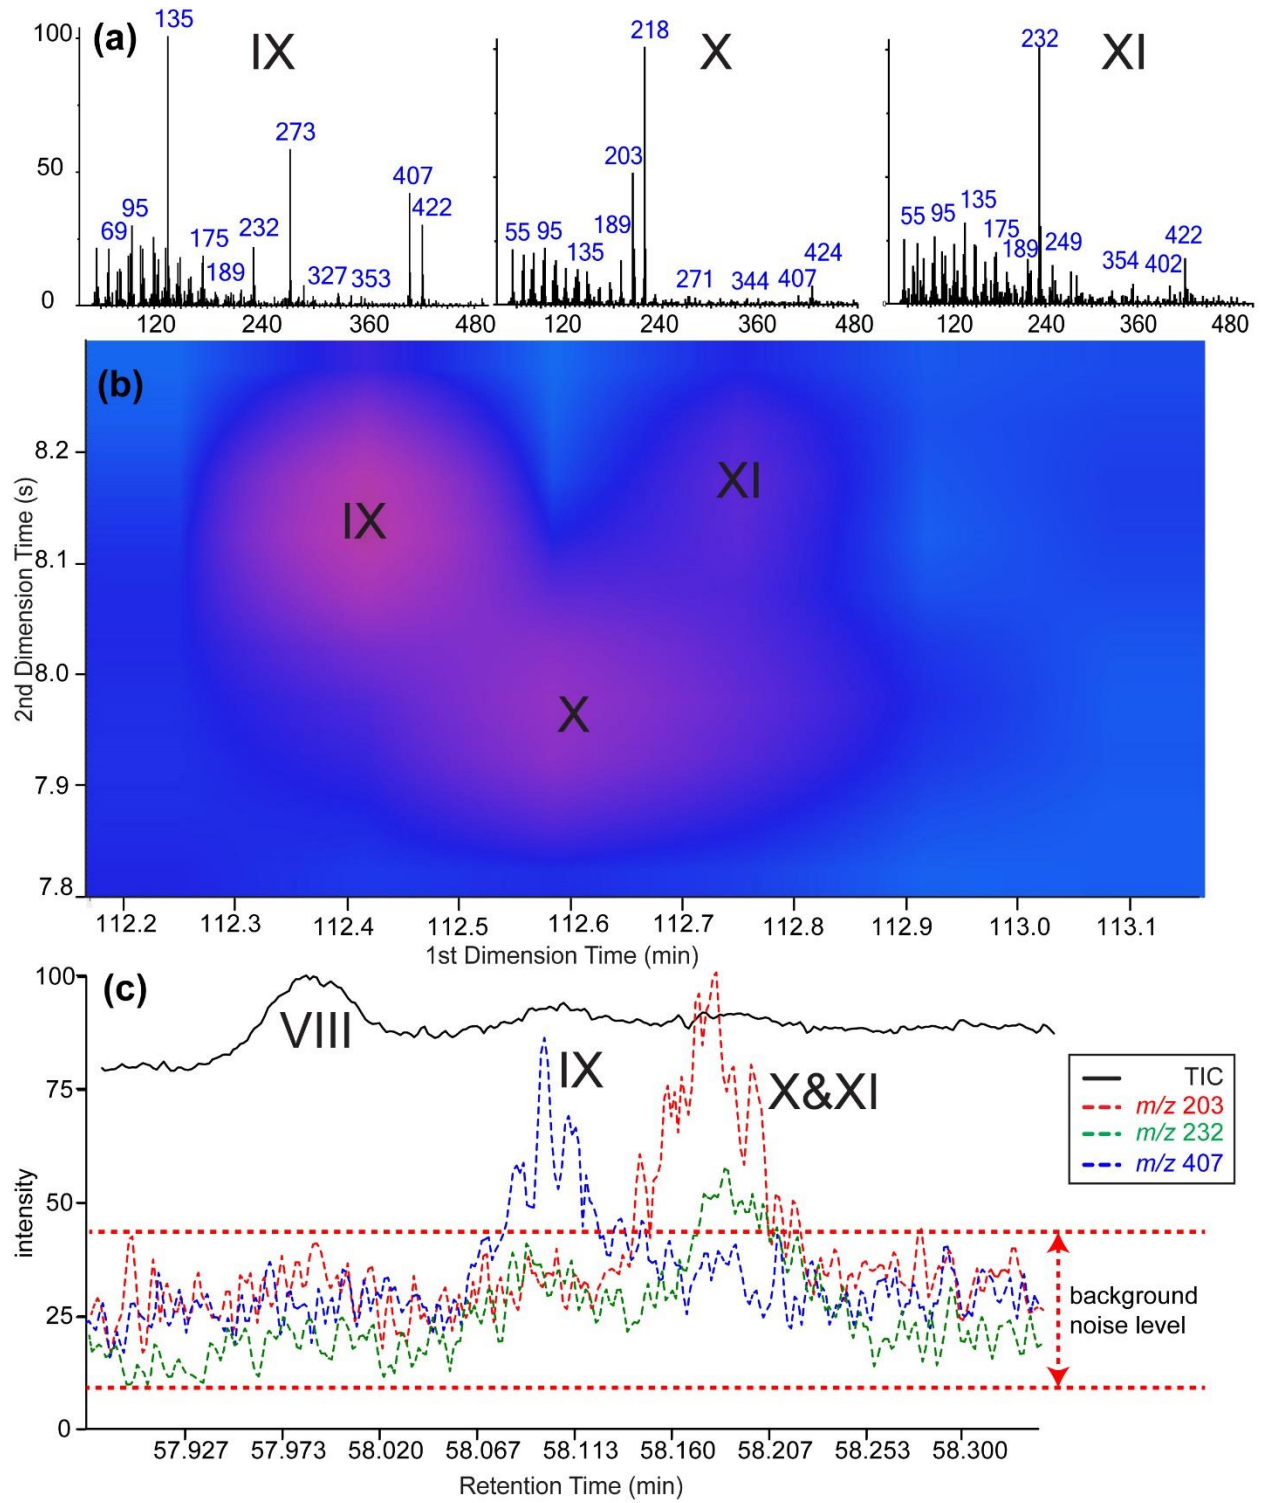 (a)
IX
X
XI
100
50
0
135
273
407
422
95
69
175
232
189
327 353
120 240 360 480
218
203
189
55 95
135
271
344 407
424
120 240 360 480
232
135
55 95
175
189 249
354 402
422
120 240 360 480
(b)
2nd Dimension Time (s)
8.2
8.1
8.0
7.9
7.8
IX
XI
X
112.2 112.3 112.4 112.5 112.6 112.7 112.8 112.9 113.0 113.1
1st Dimension Time (min)
(c)
intensity
100
75
50
25
0
VIII
IX
X&XI
TIC
m/z 203
m/z 232
m/z 407
background
noise level
57.927 57.973 58.020 58.067 58.113 58.160 58.207 58.253 58.300
Retention Time (min)